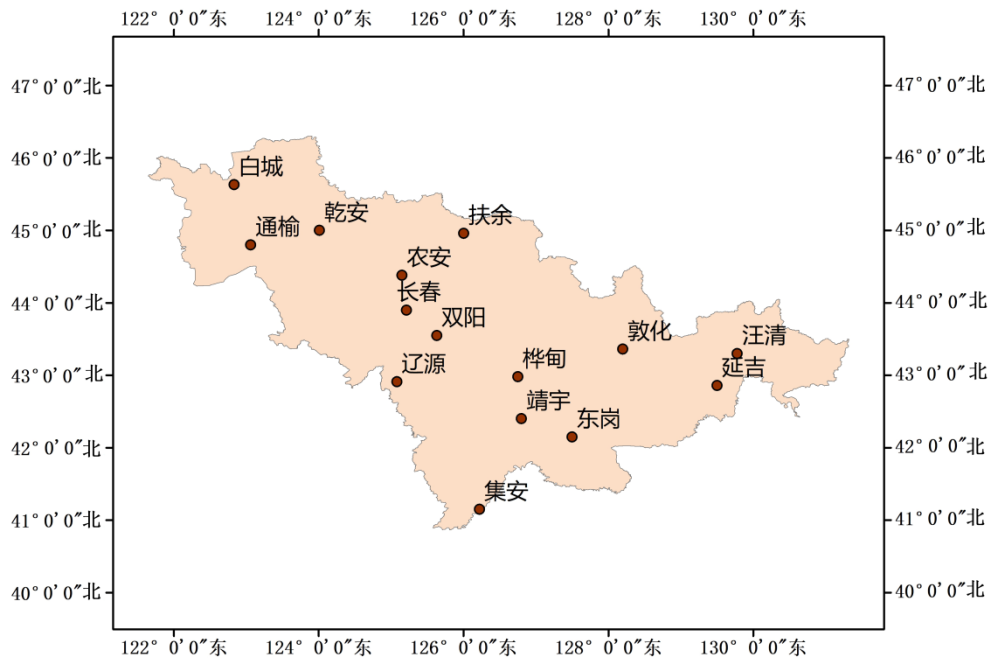 122° 0′0″东 124° 0′0″东 126° 0′0″东 128° 0′0″东 130° 0′0″东
47°0′0″北 47°0′0″北
46°0′0″北 46°0′0″北
白城
乾安
扶余
通榆
45°0′0″北 45°0′0″北
农安
长春
44°0′0″北 44°0′0″北
双阳
敦化
汪清
辽源
桦甸
延吉
43°0′0″北 43°0′0″北
靖宇
东岗
42°0′0″北 42°0′0″北
集安
41°0′0″北 41°0′0″北
40°0′0″北 40°0′0″北
122° 0′0″东 124° 0′0″东 126° 0′0″东 128° 0′0″东 130° 0′0″东